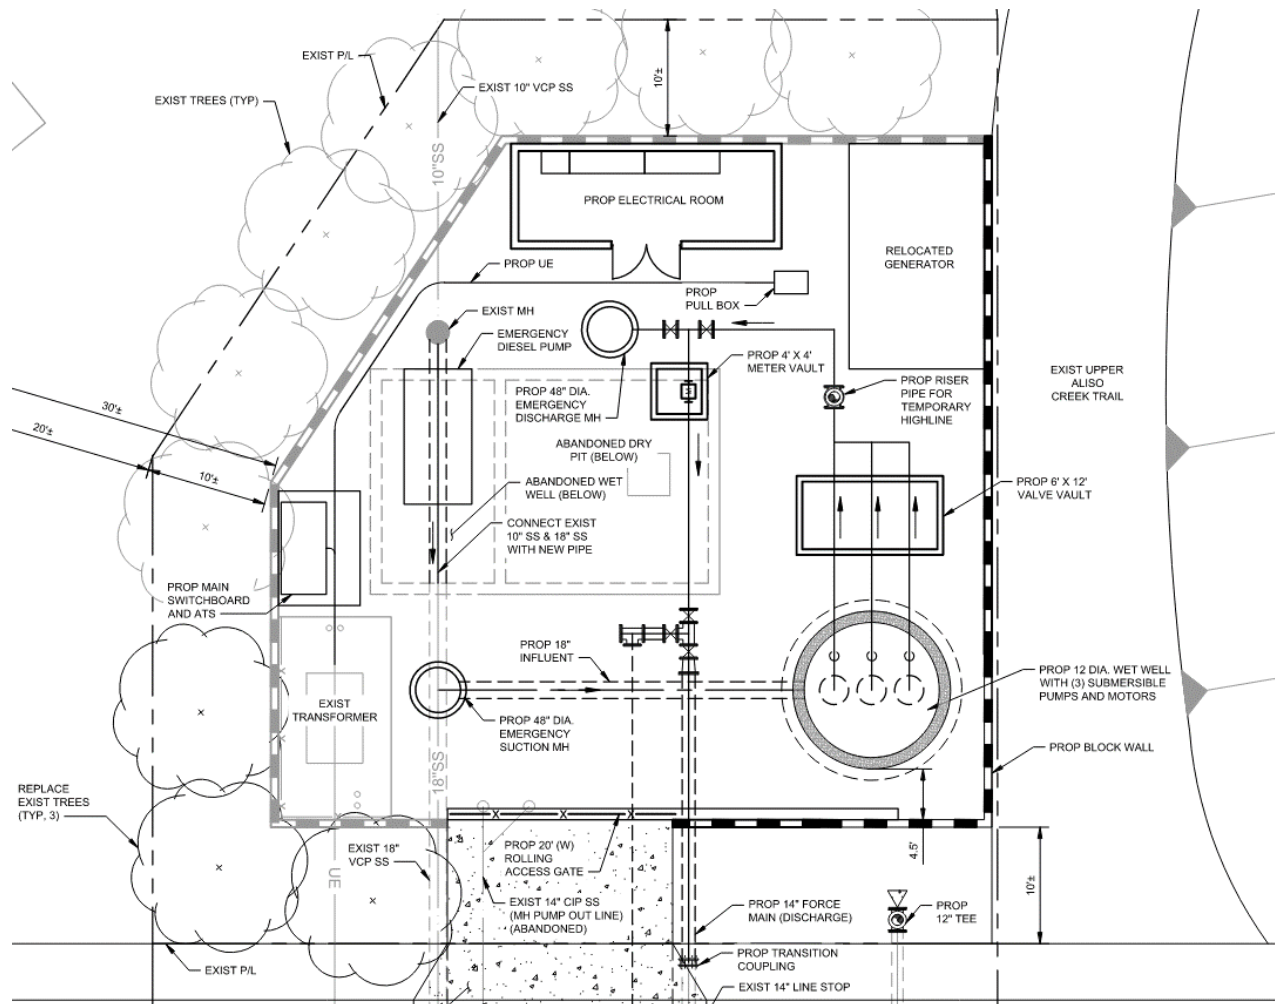 EXIST P/L
EXIST TREES (TYP)
EXIST 10" VCP SS
10'±
10"SS
PROP ELECTRICAL ROOM
RELOCATED
GENERATOR
PROP UE
PROP
PULL BOX
EXIST MH
EMERGENCY
DIESEL PUMP
PROP 4' X 4'
METER VAULT
EXIST UPPER
ALISO
CREEK TRAIL
PROP 48" DIA.
EMERGENCY
DISCHARGE MH
PROP RISER
PIPE FOR
TEMPORARY
HIGHLINE
30'±
20'±
10'±
ABANDONED DRY
PIT (BELOW)
ABANDONED WET
WELL (BELOW)
PROP 6' X 12'
VALVE VAULT
CONNECT EXIST
10" SS & 18" SS
WITH NEW PIPE
PROP MAIN
SWITCHBOARD
AND ATS
PROP 18"
INFLUENT
PROP 12 DIA. WET WELL
WITH (3) SUBMERSIBLE
PUMPS AND MOTORS
EXIST
TRANSFORMER
PROP 48" DIA.
EMERGENCY
SUCTION MH
PROP BLOCK WALL
18"SS
REPLACE
EXIST TREES
(TYP, 3)
EXIST 18"
VCP SS
UE
PROP 20' (W)
ROLLING
ACCESS GATE
4.5'
10'±
EXIST 14" CIP SS
(MH PUMP OUT LINE)
(ABANDONED)
PROP 14" FORCE
MAIN (DISCHARGE)
PROP
12" TEE
EXIST P/L
PROP TRANSITION
COUPLING
EXIST 14" LINE STOP